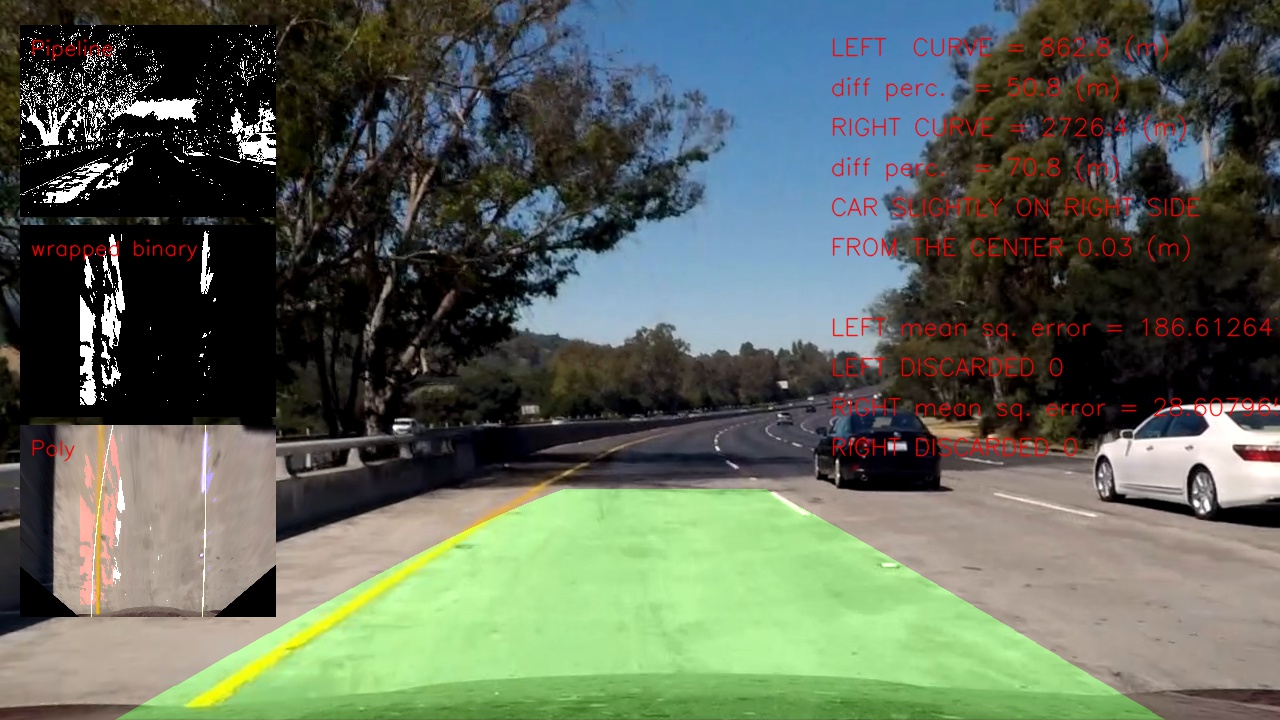 Pipeline
wrapped binary
Poly
LEFT CURVE = 862.8 (m)
diff perc. = 50.8 (m)
RIGHT CURVE = 2726.4 (m)
diff perc. = 70.8 (m)
CAR SLIGHTLY ON RIGHT SIDE
FROM THE CENTER 0.03 (m)
LEFT mean sq. error = 186.61264
LEFT DISCARDED 0
RIGHT mean sq. error = 28.607964
RIGHT DISCARDED 0